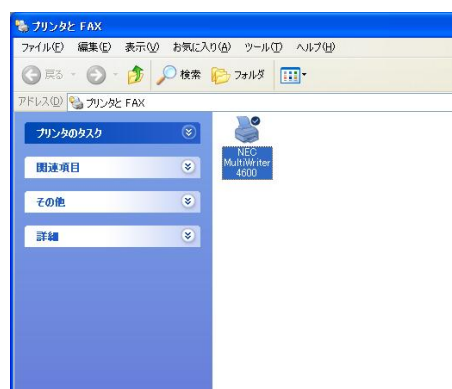 プリンタと FAX
ファイル(F) 編集(E) 表示(V) お気に入り(A) ツール(T) ヘルプ(H)
戻る 検索 フォルダ
アドレス(D) プリンタと FAX
プリンタのタスク
関連項目
その他
詳細
NEC
MultiWriter
4600